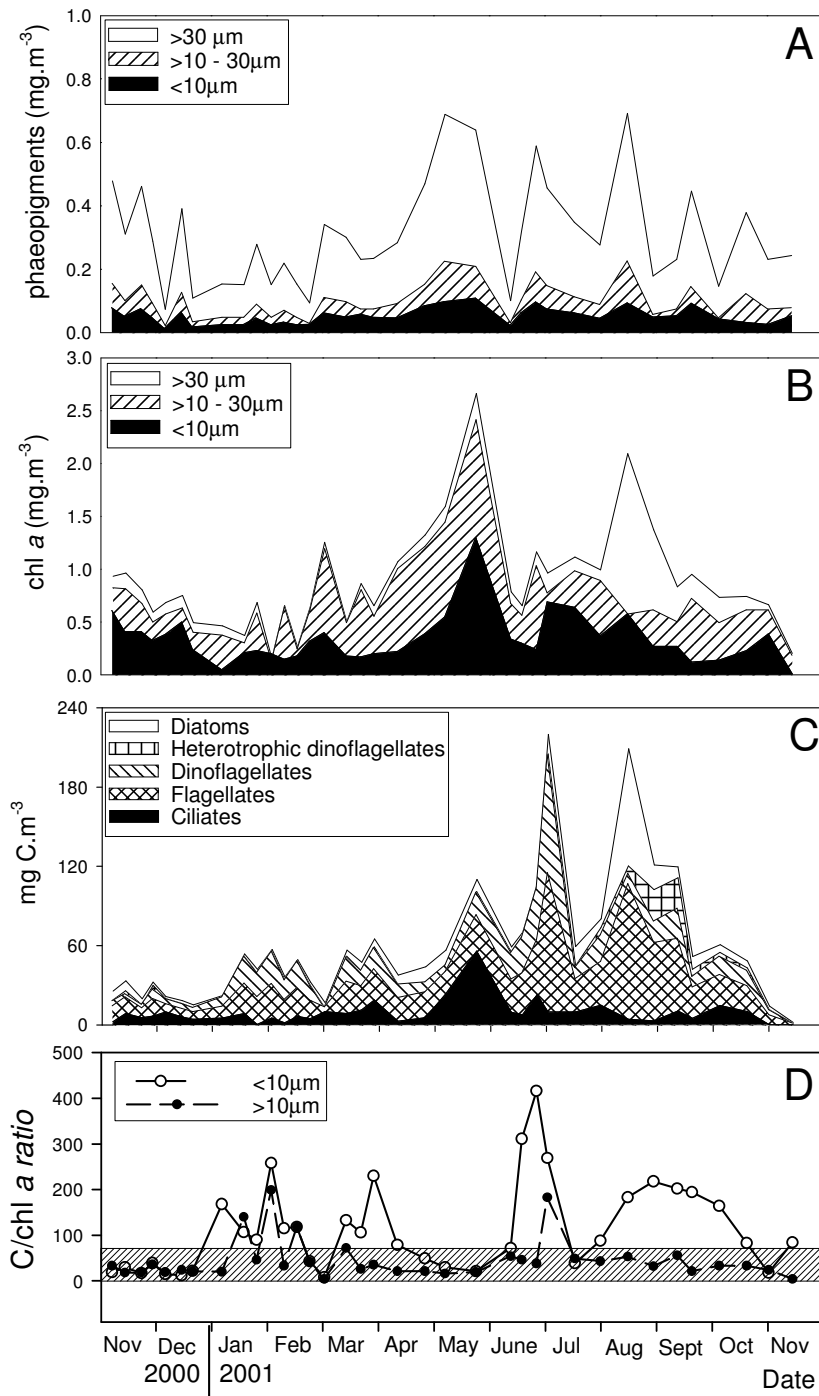 A
>30 μm
>10 - 30μm
<10μm
phaeopigments (mg.m-3)
1.0
0.8
0.6
0.4
0.2
0.0
B
>30 μm
>10 - 30μm
<10μm
chl a (mg.m-3)
3.0
2.5
2.0
1.5
1.0
0.5
0.0
C
Diatoms
Heterotrophic dinoflagellates
Dinoflagellates
Flagellates
Ciliates
mg C.m-3
240
180
120
60
0
D
<10μm
>10μm
C/chl a ratio
500
400
300
200
100
0
Nov Dec Jan Feb Mar Apr May June Jul Aug Sept Oct Nov
2000 2001 Date